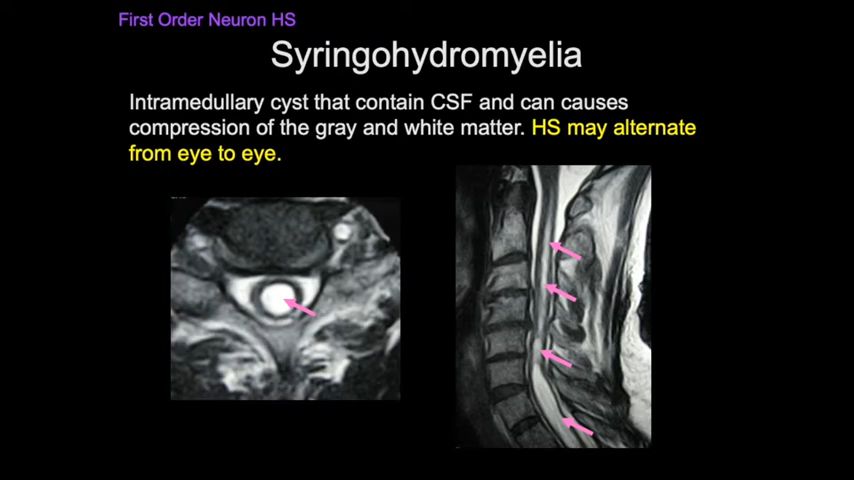 First Order Neuron HS
Syringohydromyelia
Intramedullary cyst that contain CSF and can causes
compression of the gray and white matter. HS may alternate
from eye to eye.